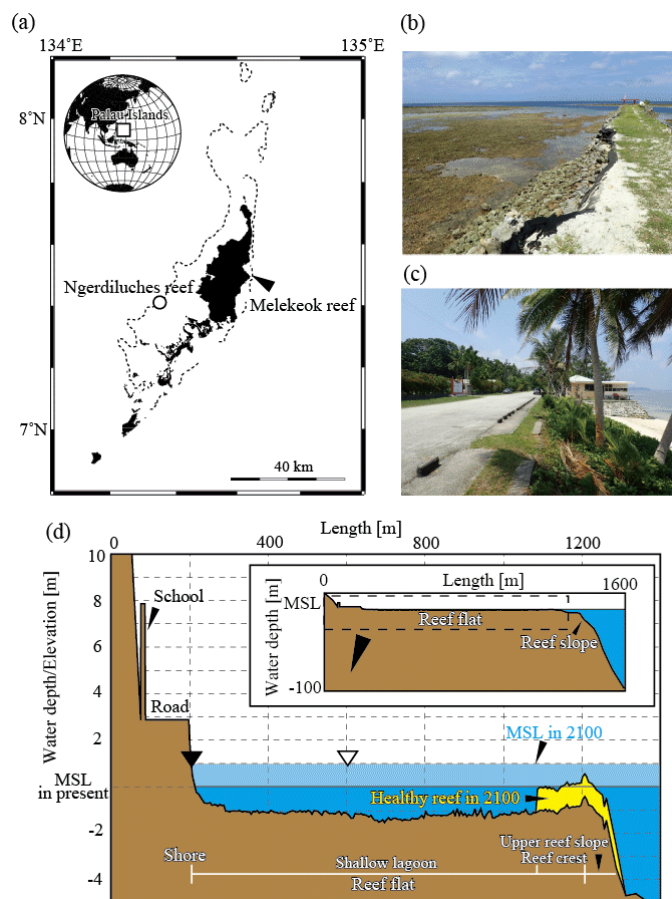 (a)
134°E
135°E
(b)
Palau Islands
8°N
Ngerdiluches reef
Melekeok reef
(c)
7°N
40 km
(d)
Length [m]
0
400
800
1200
10
8
6
4
2
MSL
in present
-2
-4
Water depth/Elevation [m]
School
Road
Length [m]
0
1600
MSL
Reef flat
Reef slope
Water depth [m]
-100
MSL in 2100
Healthy reef in 2100
Upper reef slope
Shore
Shallow lagoon
Reef crest
Reef flat